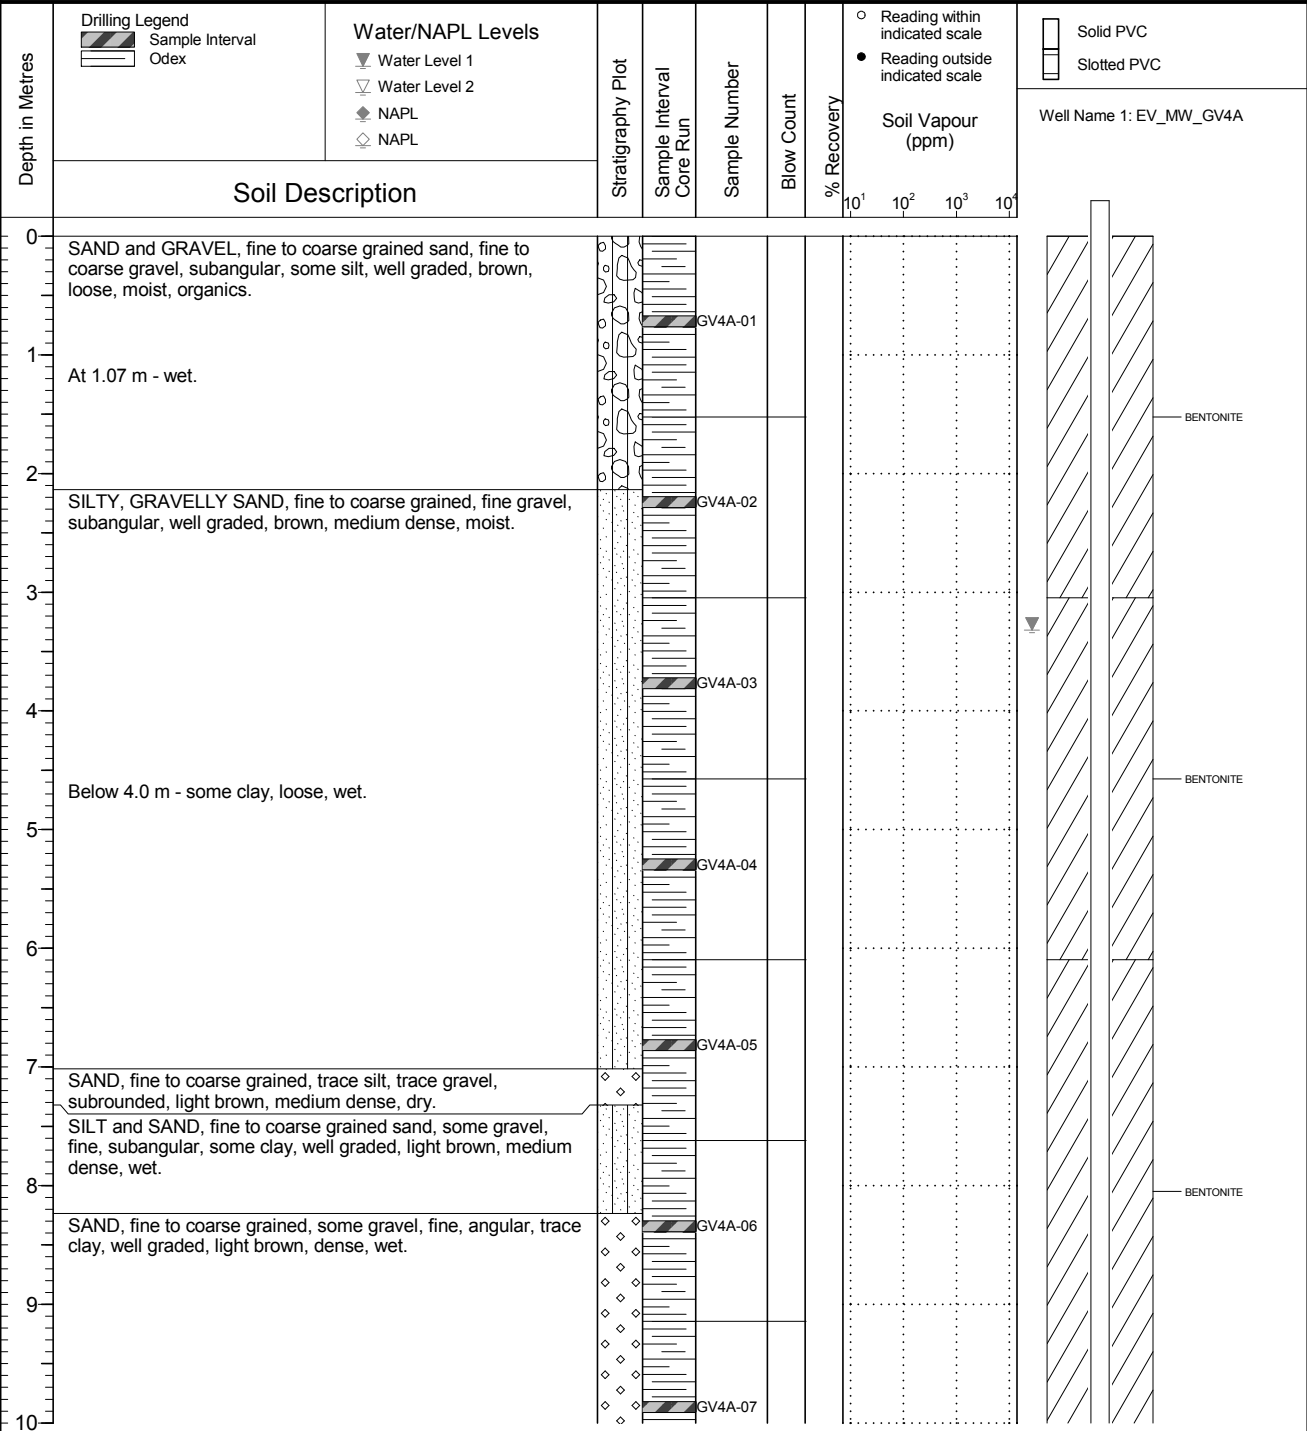 Drilling Legend
Sample Interval
Odex
Water/NAPL Levels
Water Level 1
Water Level 2
NAPL
NAPL
Depth in Metres
Soil Description
Stratigraphy Plot
Sample Interval
Core Run
Sample Number
Blow Count
% Recovery
Reading within
indicated scale
Reading outside
indicated scale
Soil Vapour
(ppm)
10¹ 10² 10³ 10⁴
Solid PVC
Slotted PVC
Well Name 1: EV_MW_GV4A
0
SAND and GRAVEL, fine to coarse grained sand, fine to
coarse gravel, subangular, some silt, well graded, brown,
loose, moist, organics.
GV4A-01
1
At 1.07 m - wet.
BENTONITE
2
SILTY, GRAVELLY SAND, fine to coarse grained, fine gravel,
subangular, well graded, brown, medium dense, moist.
GV4A-02
3
GV4A-03
4
BENTONITE
Below 4.0 m - some clay, loose, wet.
5
GV4A-04
6
GV4A-05
7
SAND, fine to coarse grained, trace silt, trace gravel,
subrounded, light brown, medium dense, dry.
SILT and SAND, fine to coarse grained sand, some gravel,
fine, subangular, some clay, well graded, light brown, medium
dense, wet.
8
BENTONITE
SAND, fine to coarse grained, some gravel, fine, angular, trace
clay, well graded, light brown, dense, wet.
GV4A-06
9
GV4A-07
10